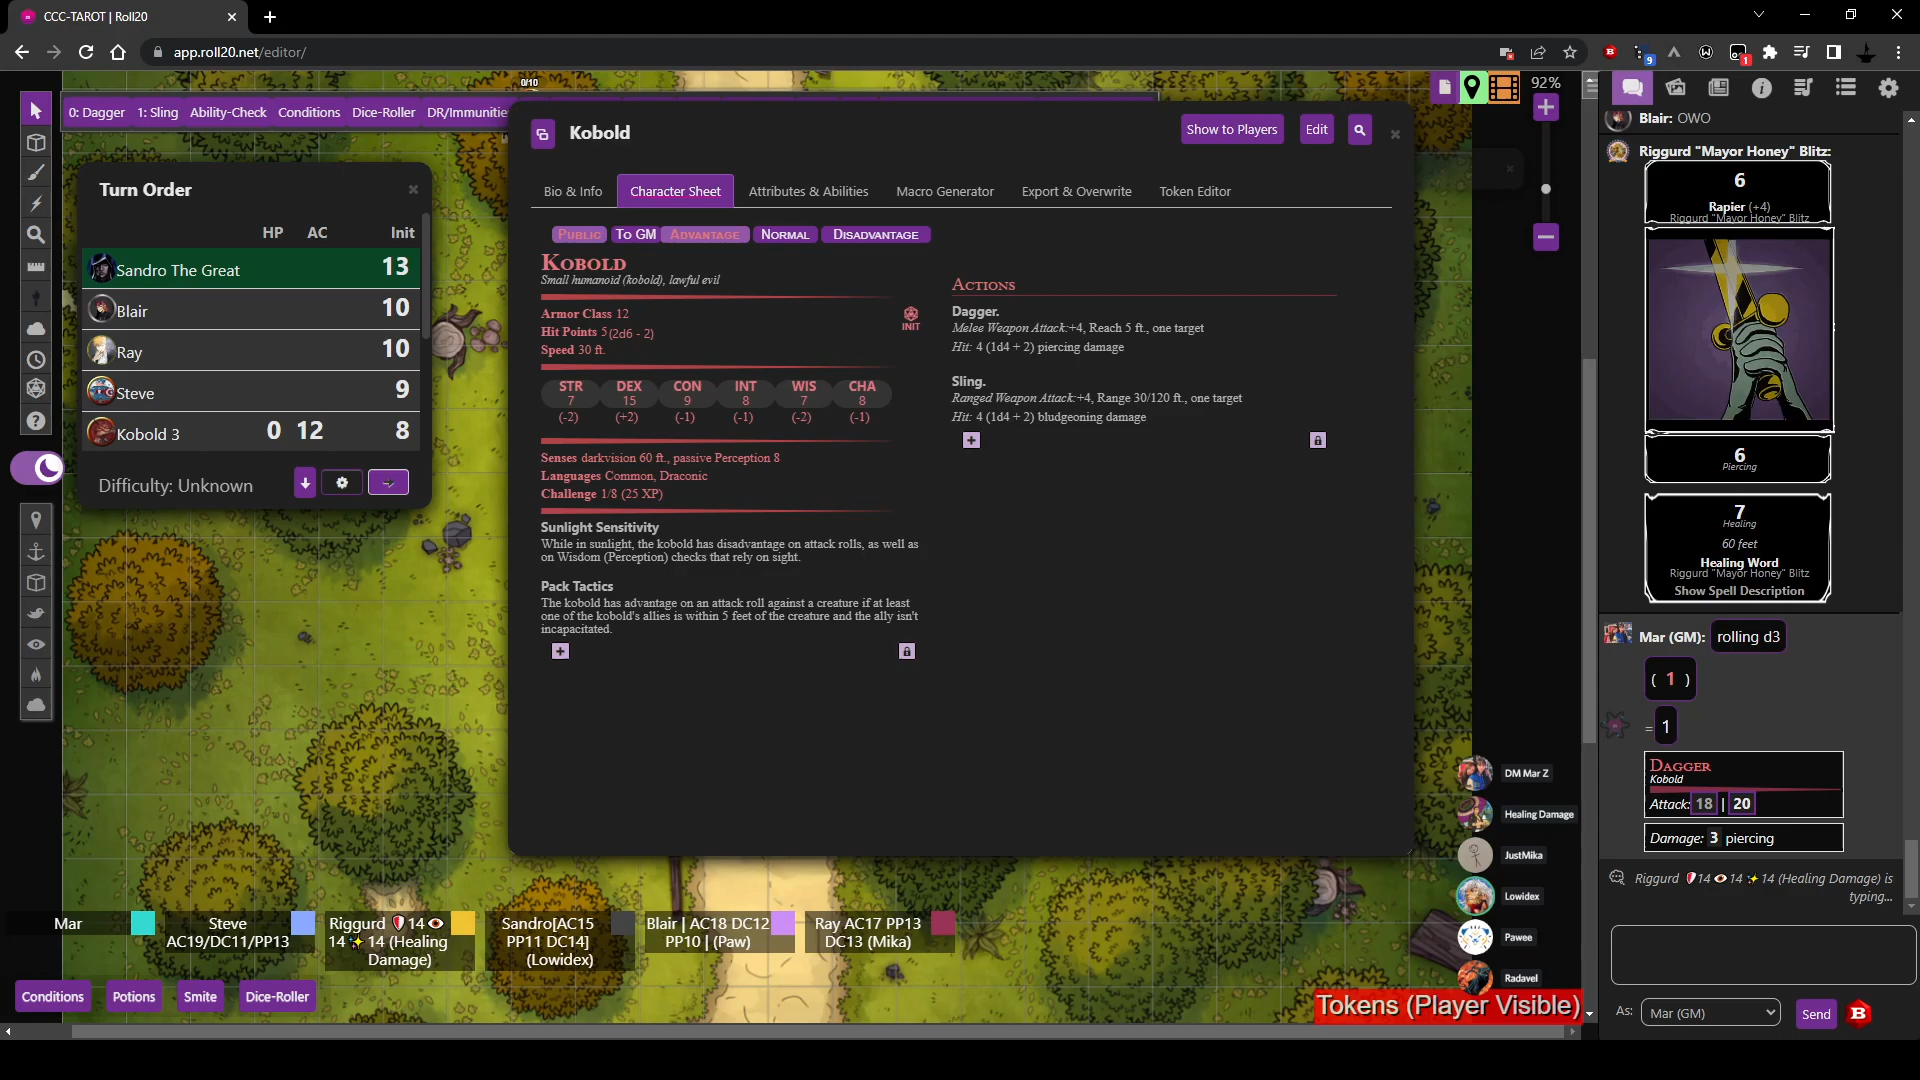 CCC-TAROT | Roll20
app.roll20.net/editor/
9
1
0/10
0: Dagger 1: Sling Ability-Check Conditions Dice-Roller DR/Immunitie
92%
Turn Order
HP AC Init
Sandro The Great 13
Blair 10
Ray 10
Steve 9
Kobold 3 0 12 8
Difficulty: Unknown
Kobold
Show to Players Edit
Bio & Info Character Sheet Attributes & Abilities Macro Generator Export & Overwrite Token Editor
PUBLIC TO GM ADVANTAGE NORMAL DISADVANTAGE
KOBOLD
Small humanoid (kobold), lawful evil
Armor Class 12
Hit Points 5 (2d6 - 2)
Speed 30 ft.
INIT
STR DEX CON INT WIS CHA
7 15 9 8 7 8
(-2) (+2) (-1) (-1) (-2) (-1)
Senses darkvision 60 ft., passive Perception 8
Languages Common, Draconic
Challenge 1/8 (25 XP)
Sunlight Sensitivity
While in sunlight, the kobold has disadvantage on attack rolls, as well as
on Wisdom (Perception) checks that rely on sight.
Pack Tactics
The kobold has advantage on an attack roll against a creature if at least
one of the kobold's allies is within 5 feet of the creature and the ally isn't
incapacitated.
ACTIONS
Dagger.
Melee Weapon Attack:+4, Reach 5 ft., one target
Hit: 4 (1d4 + 2) piercing damage
Sling.
Ranged Weapon Attack:+4, Range 30/120 ft., one target
Hit: 4 (1d4 + 2) bludgeoning damage
DM Mar Z
Healing Damage
JustMika
Lowidex
Pawee
Radavel
Mar
Steve
AC19/DC11/PP13
Riggurd 14
14 14 (Healing
Damage)
Sandro[AC15
PP11 DC14]
(Lowidex)
Blair | AC18 DC12
PP10 | (Paw)
Ray AC17 PP13
DC13 (Mika)
Conditions Potions Smite Dice-Roller
Tokens (Player Visible)
Blair: OWO
Riggurd "Mayor Honey" Blitz:
6
Rapier (+4)
Riggurd "Mayor Honey" Blitz
6
Piercing
7
Healing
60 feet
Healing Word
Riggurd "Mayor Honey" Blitz
Show Spell Description
Mar (GM): rolling d3
( 1 )
= 1
DAGGER
Kobold
Attack: 18 | 20
Damage: 3 piercing
Riggurd 14 14 14 (Healing Damage) is
typing...
As: Mar (GM) Send B